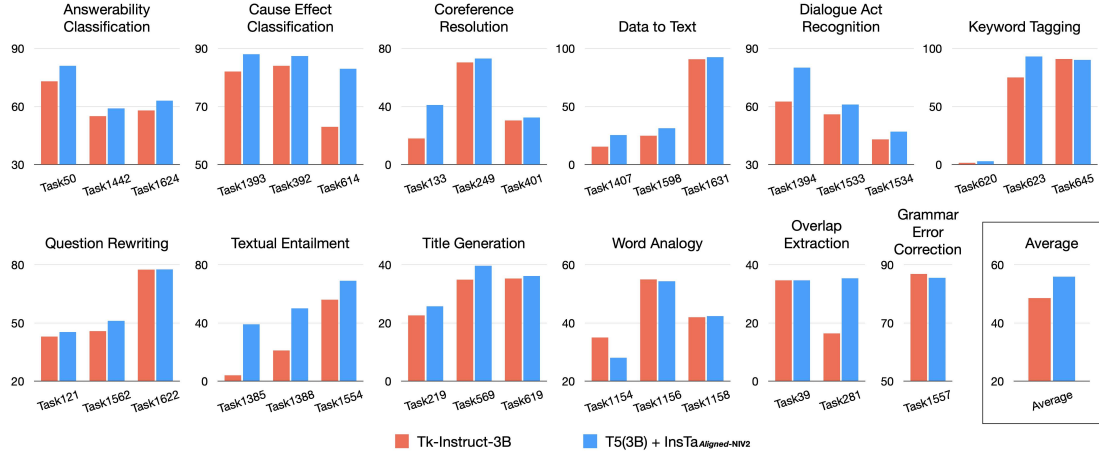 Answerability
Classification
90
60
30
Task50
Task1442
Task1624
Cause Effect
Classification
90
70
50
Task1393
Task392
Task614
Coreference
Resolution
80
40
0
Task133
Task249
Task401
Data to Text
100
50
0
Task1407
Task1598
Task1631
Dialogue Act
Recognition
90
60
30
Task1394
Task1533
Task1534
Keyword Tagging
100
50
0
Task620
Task623
Task645
Question Rewriting
80
50
20
Task121
Task1562
Task1622
Textual Entailment
80
40
0
Task1385
Task1388
Task1554
Title Generation
60
40
20
0
Task219
Task569
Task619
Word Analogy
60
40
20
Task1154
Task1156
Task1158
Overlap
Extraction
40
20
0
Task39
Task281
Grammar
Error
Correction
90
70
50
Task1557
Average
80
60
40
20
Average
Tk-Instruct-3B
T5(3B) + InsTa Aligned-NIV2